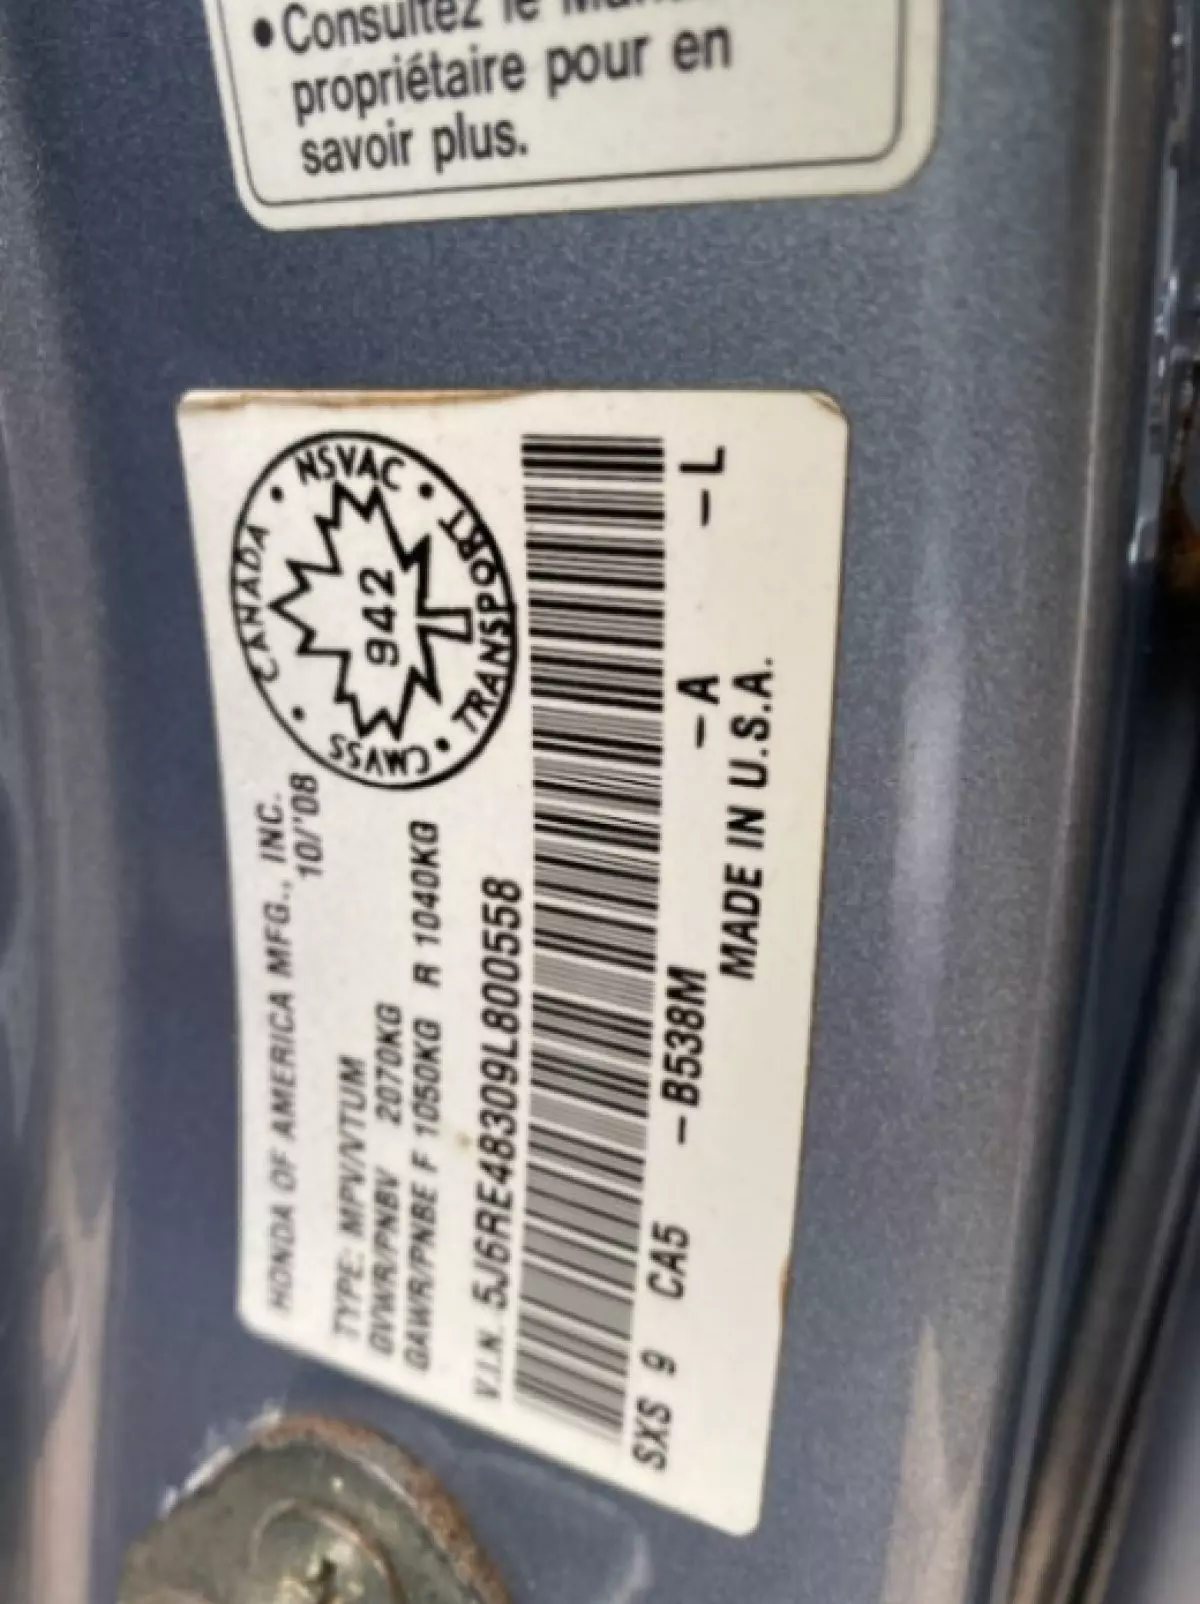 • Consultez le
propriétaire pour en
savoir plus.
HONDA OF AMERICA MFG., INC.
10/"08
TYPE: MPV/VTUM
GVWR/PNBV 2070KG
GAWR/PNBE F 1050KG R 1040KG
V.I.N. 5J6RE48309L800558
CANADA • NSVAC • TRANSPORT • CMVSS •
942
SXS 9 CA5 -B538M -A -L
MADE IN U.S.A.